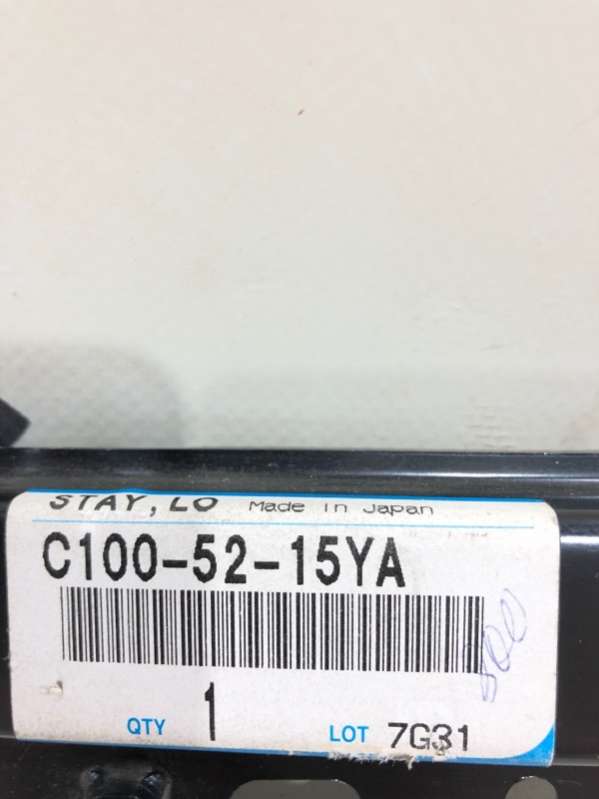 STAY, LO Made in Japan
C100-52-15YA
QTY 1 LOT 7G31